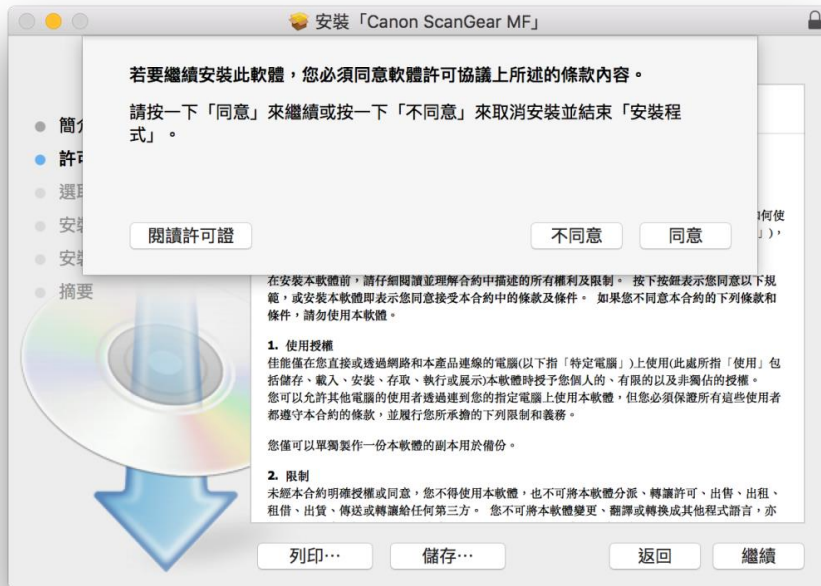 安裝「Canon ScanGear MF」
若要繼續安裝此軟體,您必須同意軟體許可協議上所述的條款內容。
請按一下「同意」來繼續或按一下「不同意」來取消安裝並結束「安裝程
式」。
閱讀許可證
不同意
同意
簡
許
選
安
安
摘要
如何使
」),
在安裝本軟體前,請仔細閱讀並理解合約中描述的所有權利及限制。 按下按鈕表示您同意以下規
範,或安裝本軟體即表示您同意接受本合約中的條款及條件。 如果您不同意本合約的下列條款和
條件,請勿使用本軟體。
1. 使用授權
佳能僅在您直接或透過網路和本產品連線的電腦(以下指「特定電腦」)上使用(此處所指「使用」包
括儲存、載入、安裝、存取、執行或展示)本軟體時授予您個人的、有限的以及非獨佔的授權。
您可以允許其他電腦的使用者透過連到您的指定電腦上使用本軟體,但您必須保證所有這些使用者
都遵守本合約的條款,並履行您所承擔的下列限制和義務。
您僅可以單獨製作一份本軟體的副本用於備份。
2. 限制
未經本合約明確授權或同意,您不得使用本軟體,也不可將本軟體分派、轉讓許可、出售、出租、
租借、出賃、傳送或轉讓給任何第三方。 您不可將本軟體變更、翻譯或轉換成其他程式語言,亦
列印…
儲存…
返回
繼續